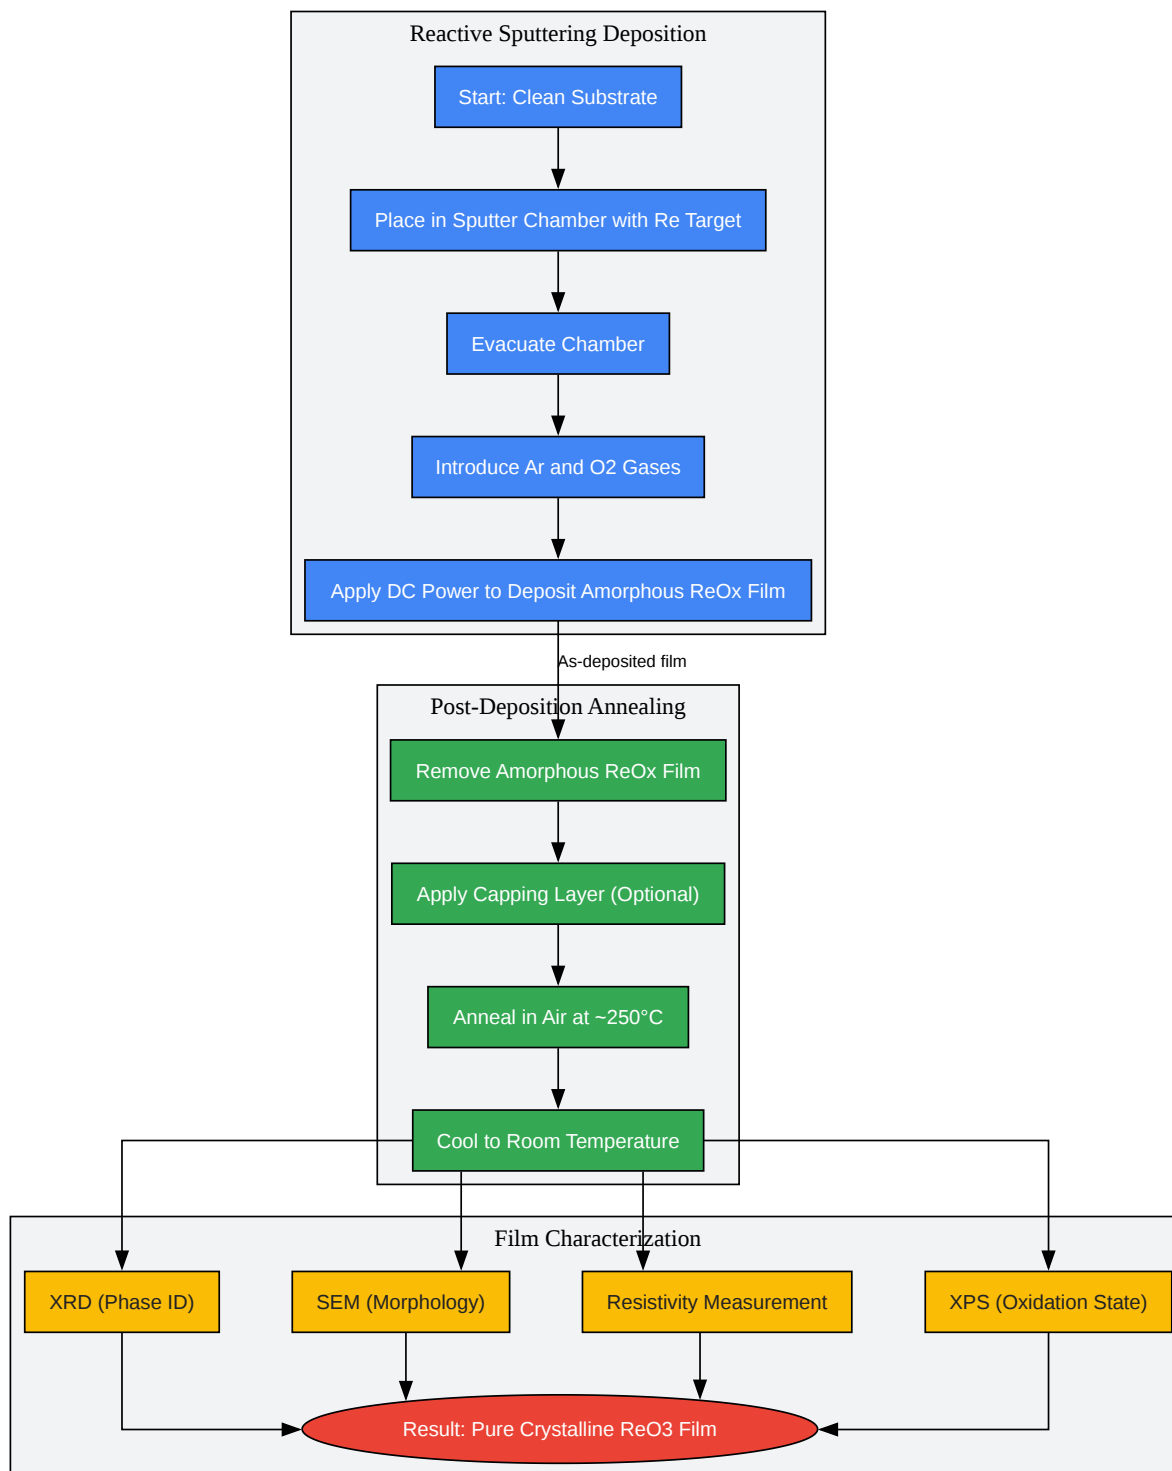 Reactive Sputtering Deposition
Start: Clean Substrate
Place in Sputter Chamber with Re Target
Evacuate Chamber
Introduce Ar and O2 Gases
Apply DC Power to Deposit Amorphous ReOx Film
As-deposited film
Post-Deposition Annealing
Remove Amorphous ReOx Film
Apply Capping Layer (Optional)
Anneal in Air at ~250°C
Cool to Room Temperature
Film Characterization
XRD (Phase ID)
SEM (Morphology)
Resistivity Measurement
XPS (Oxidation State)
Result: Pure Crystalline ReO3 Film